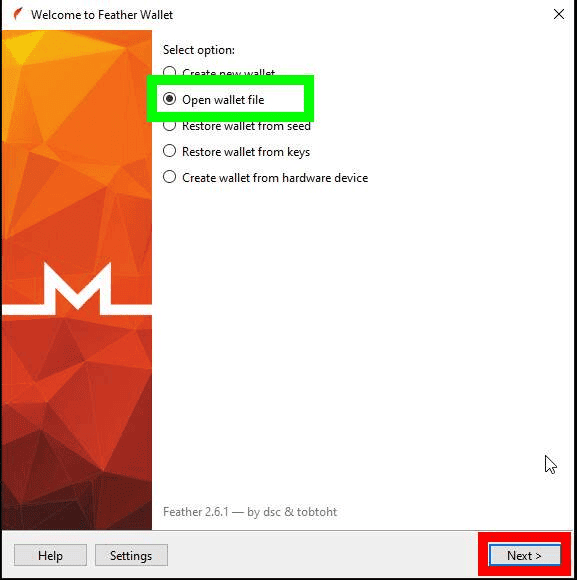 Welcome to Feather Wallet
Select option:
Create new wallet
Open wallet file
Restore wallet from seed
Restore wallet from keys
Create wallet from hardware device
Feather 2.6.1 — by dsc & tobtoht
Help
Settings
Next >